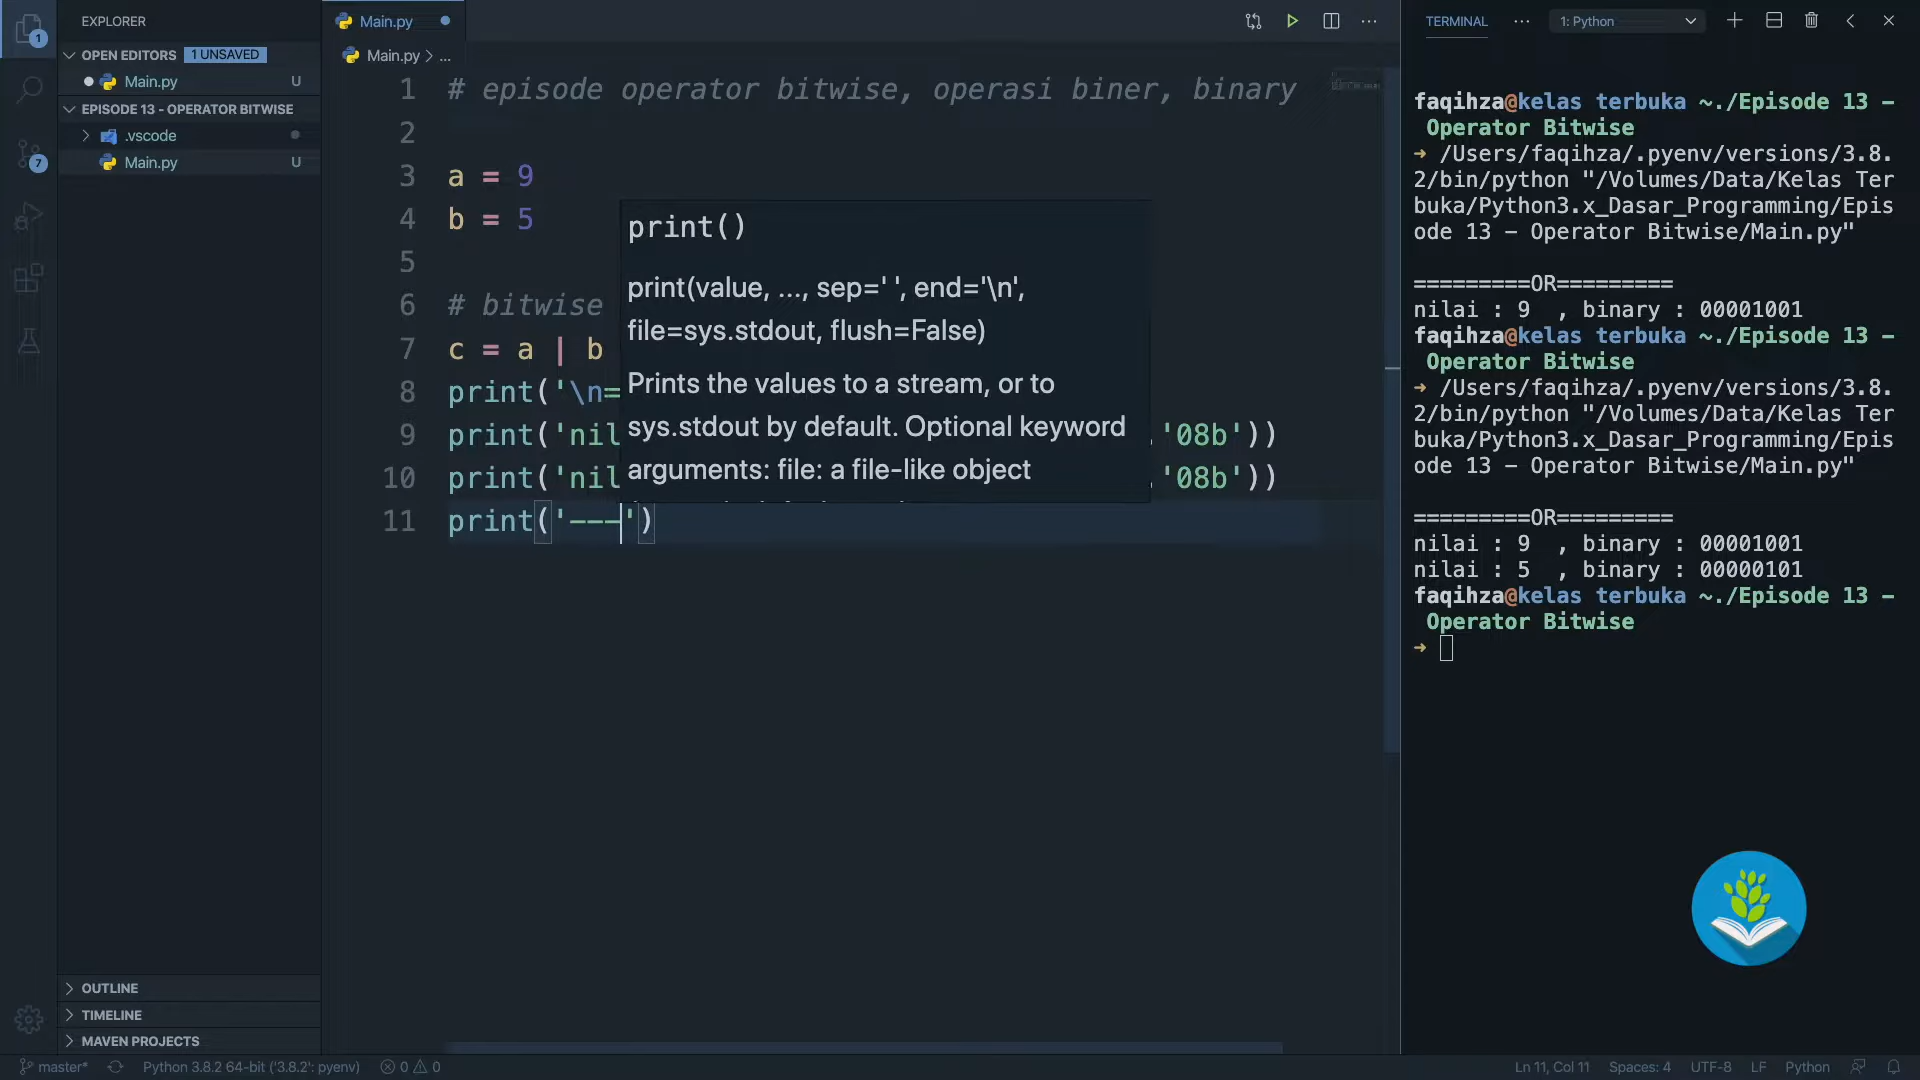 EXPLORER
OPEN EDITORS 1 UNSAVED
Main.py U
EPISODE 13 - OPERATOR BITWISE
.vscode
Main.py U
OUTLINE
TIMELINE
MAVEN PROJECTS
1
7
Main.py
Main.py > ...
1 # episode operator bitwise, operasi biner, binary
2
3 a = 9
4 b = 5
5
6 # bitwise
7 c = a | b
8 print('\n=
9 print('nil '08b'))
10 print('nil '08b'))
11 print('---')
print()
print(value, ..., sep=' ', end='\n',
file=sys.stdout, flush=False)
Prints the values to a stream, or to
sys.stdout by default. Optional keyword
arguments: file: a file-like object
TERMINAL ... 1: Python
faqihza@kelas terbuka ~./Episode 13 -
Operator Bitwise
→ /Users/faqihza/.pyenv/versions/3.8.
2/bin/python "/Volumes/Data/Kelas Ter
buka/Python3.x_Dasar_Programming/Epis
ode 13 - Operator Bitwise/Main.py"
=========OR=========
nilai : 9 , binary : 00001001
faqihza@kelas terbuka ~./Episode 13 -
Operator Bitwise
→ /Users/faqihza/.pyenv/versions/3.8.
2/bin/python "/Volumes/Data/Kelas Ter
buka/Python3.x_Dasar_Programming/Epis
ode 13 - Operator Bitwise/Main.py"
=========OR=========
nilai : 9 , binary : 00001001
nilai : 5 , binary : 00000101
faqihza@kelas terbuka ~./Episode 13 -
Operator Bitwise
→
master* Python 3.8.2 64-bit ('3.8.2': pyenv) 0 0 Ln 11, Col 11 Spaces: 4 UTF-8 LF Python